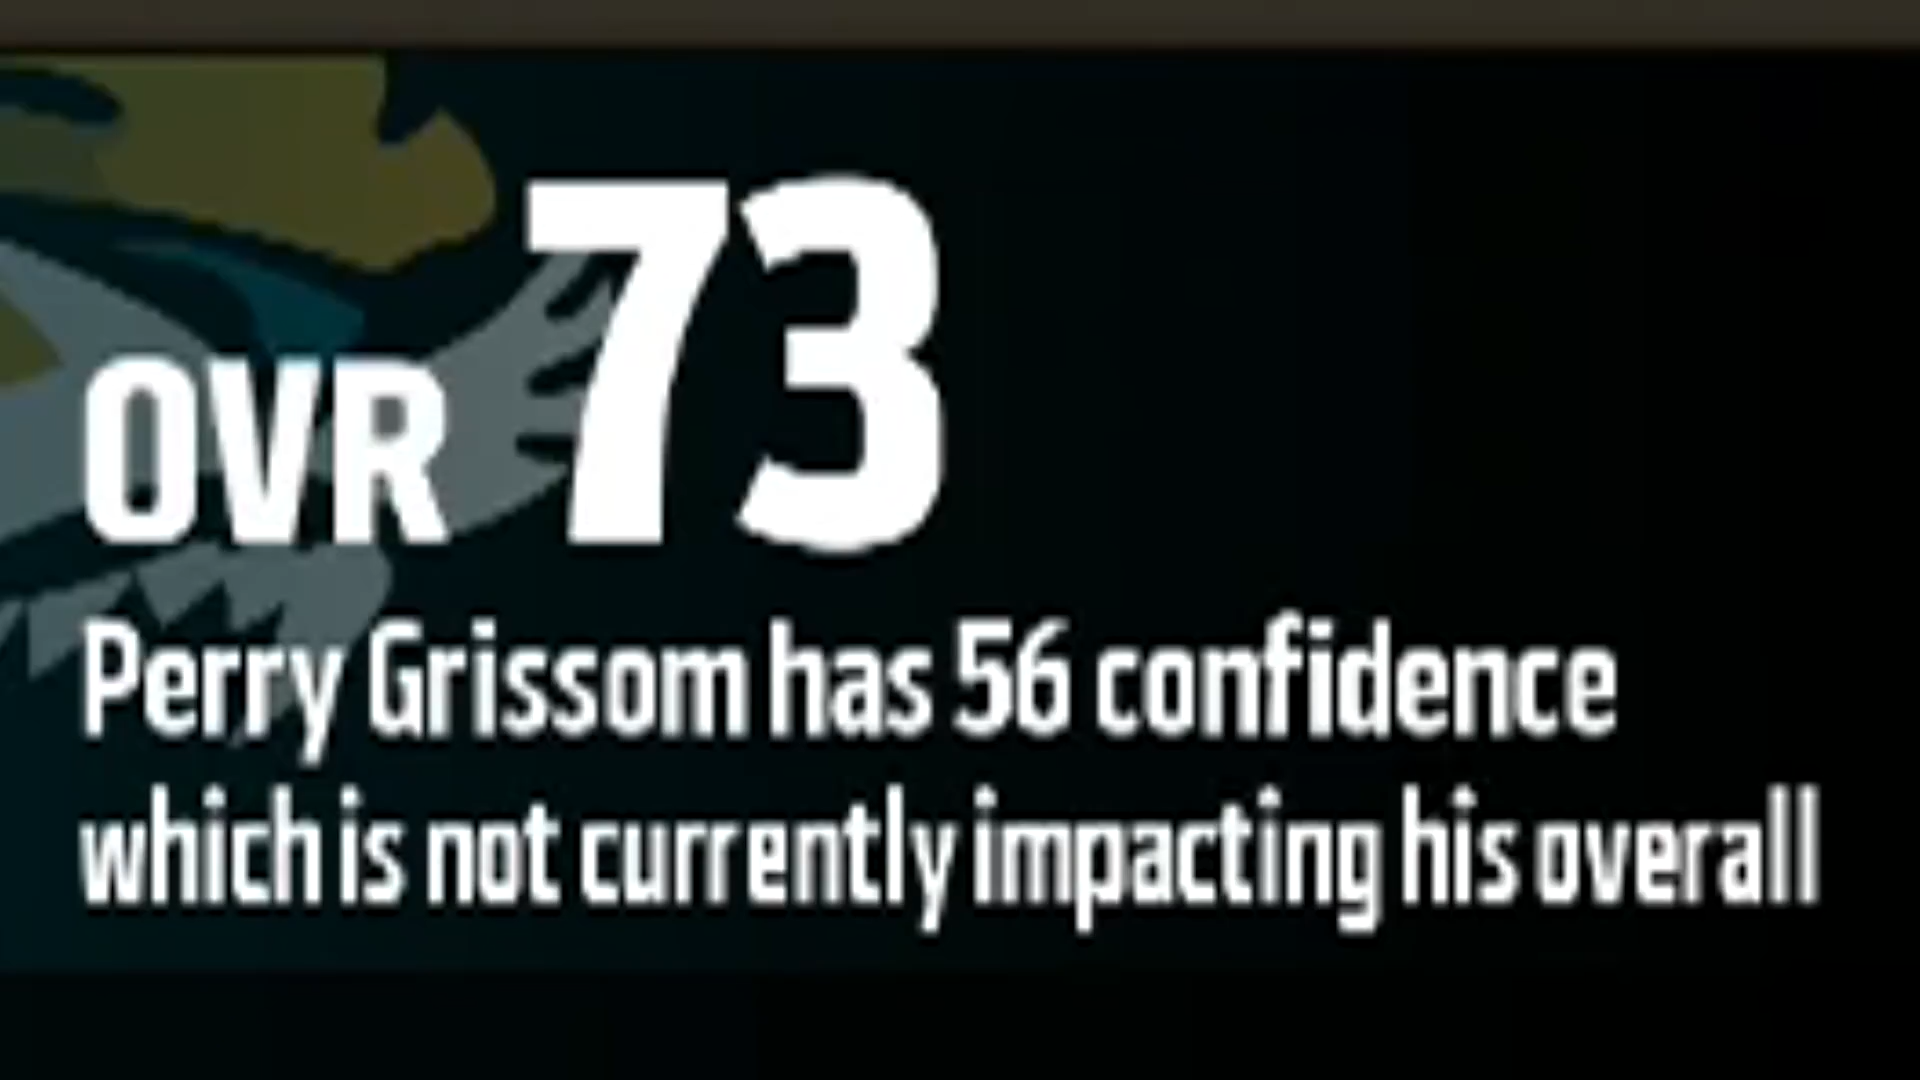 OVR 73
Perry Grissom has 56 confidence
which is not currently impacting his overall